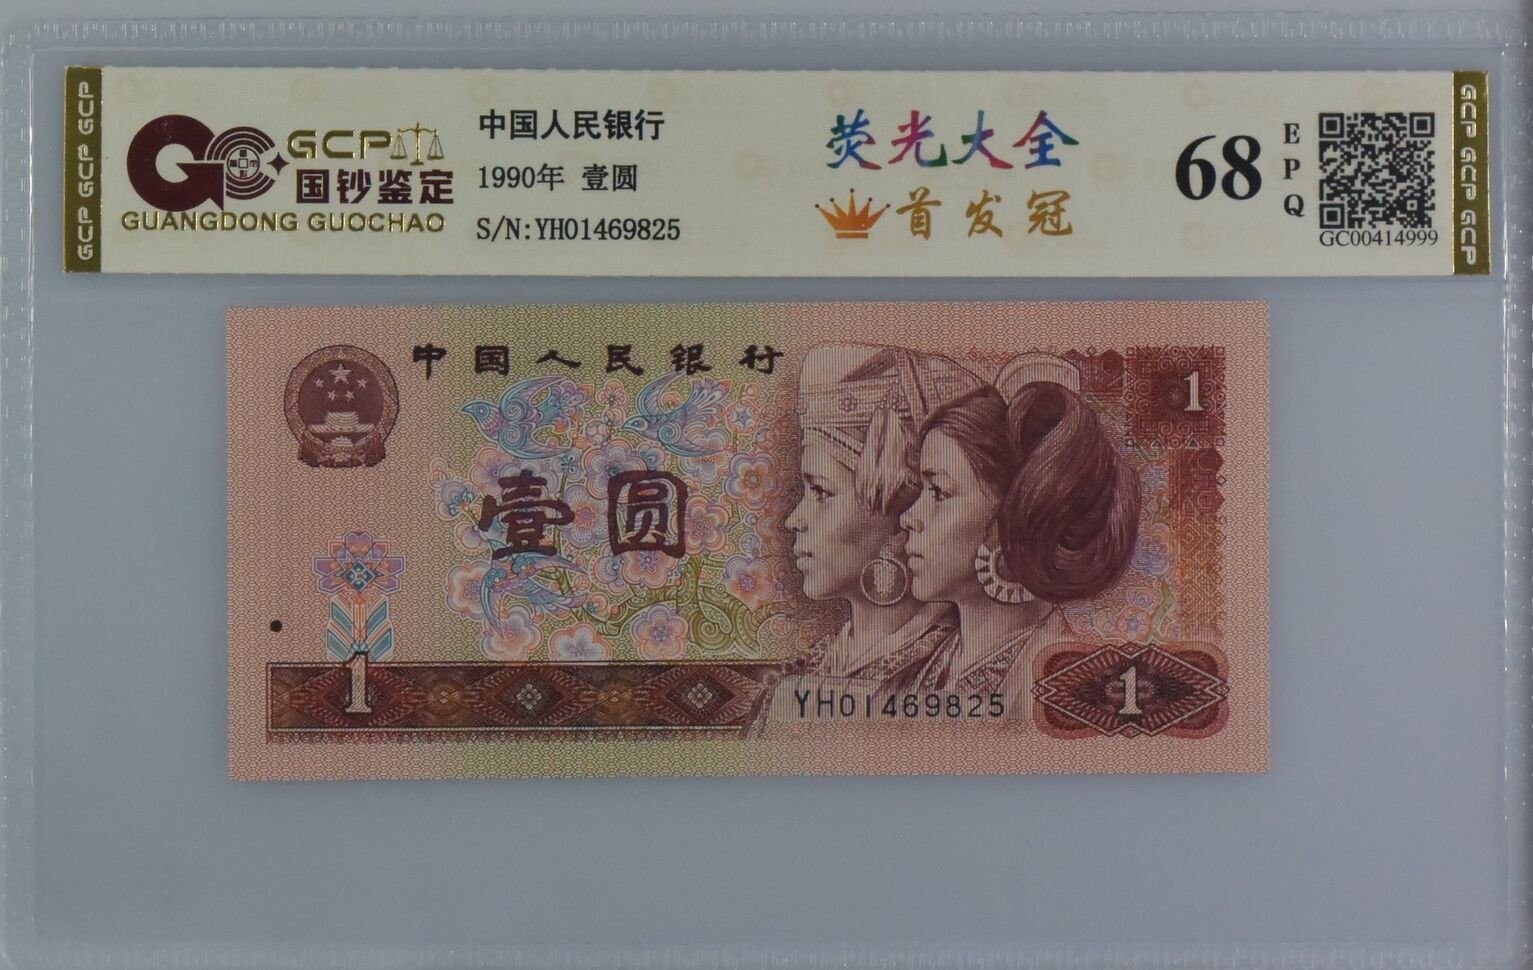 GCP GCP GCP
GCP
国钞鉴定
GUANGDONG GUOCHAO
中国人民银行
1990年 壹圆
S/N:YH01469825
荧光大全
首发冠
68
EPQ
GC00414999
GCP GCP GCP
中国人民银行
1
壹圆
1
YH01469825
1